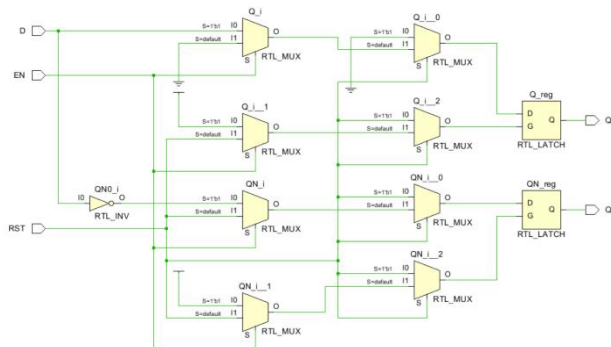 Q_i
Q_i__0
D
S=1'b1 I0
S=default I1
O
S
RTL_MUX
S=1'b1 I0
S=default I1
O
S
RTL_MUX
EN
Q_reg
D
G
Q
RTL_LATCH
Q
Q_i__1
Q_i__2
S=1'b1 I0
S=default I1
O
S
RTL_MUX
S=1'b1 I0
S=default I1
O
S
RTL_MUX
QN0_i
I0
O
RTL_INV
QN_i
QN_i__0
S=1'b1 I0
S=default I1
O
S
RTL_MUX
S=1'b1 I0
S=default I1
O
S
RTL_MUX
QN_reg
D
G
Q
RTL_LATCH
RST
QN_i__1
QN_i__2
S=1'b1 I0
S=default I1
O
S
RTL_MUX
S=1'b1 I0
S=default I1
O
S
RTL_MUX